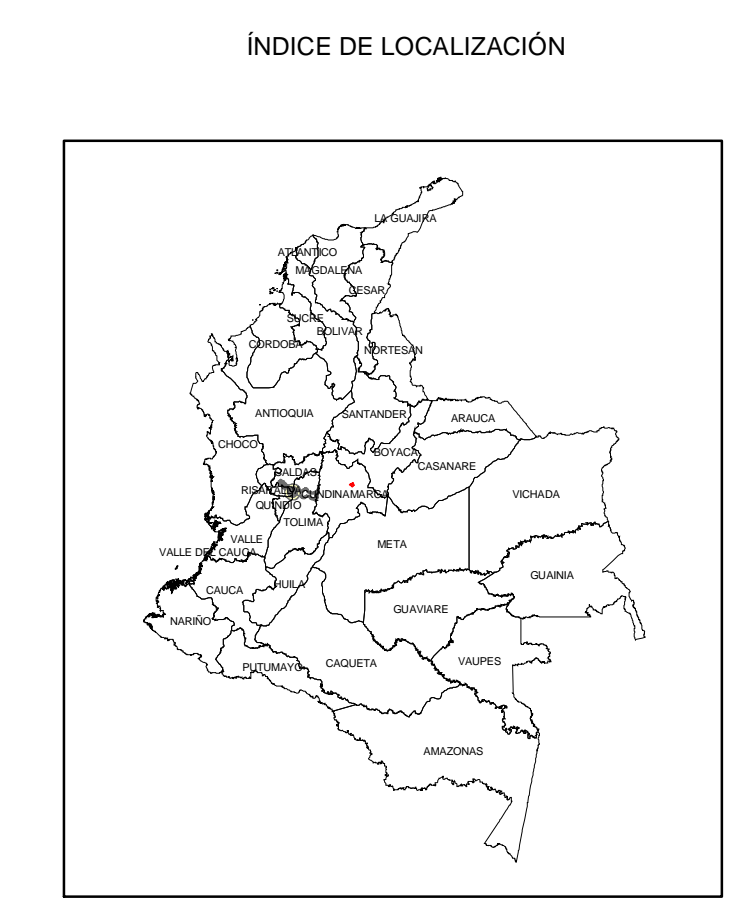 ÍNDICE DE LOCALIZACIÓN
LA GUAJIRA
ATLANTICO
MAGDALENA
CESAR
SUCRE
BOLIVAR
CORDOBA
NORTESAN
ANTIOQUIA
SANTANDER
ARAUCA
CHOCO
BOYACA
CASANARE
CALDAS
RISARALDA
CUNDINAMARCA
VICHADA
QUINDIO
TOLIMA
VALLE
META
VALLE DEL CAUCA
GUAINIA
HUILA
CAUCA
GUAVIARE
NARIÑO
PUTUMAYO
CAQUETA
VAUPES
AMAZONAS